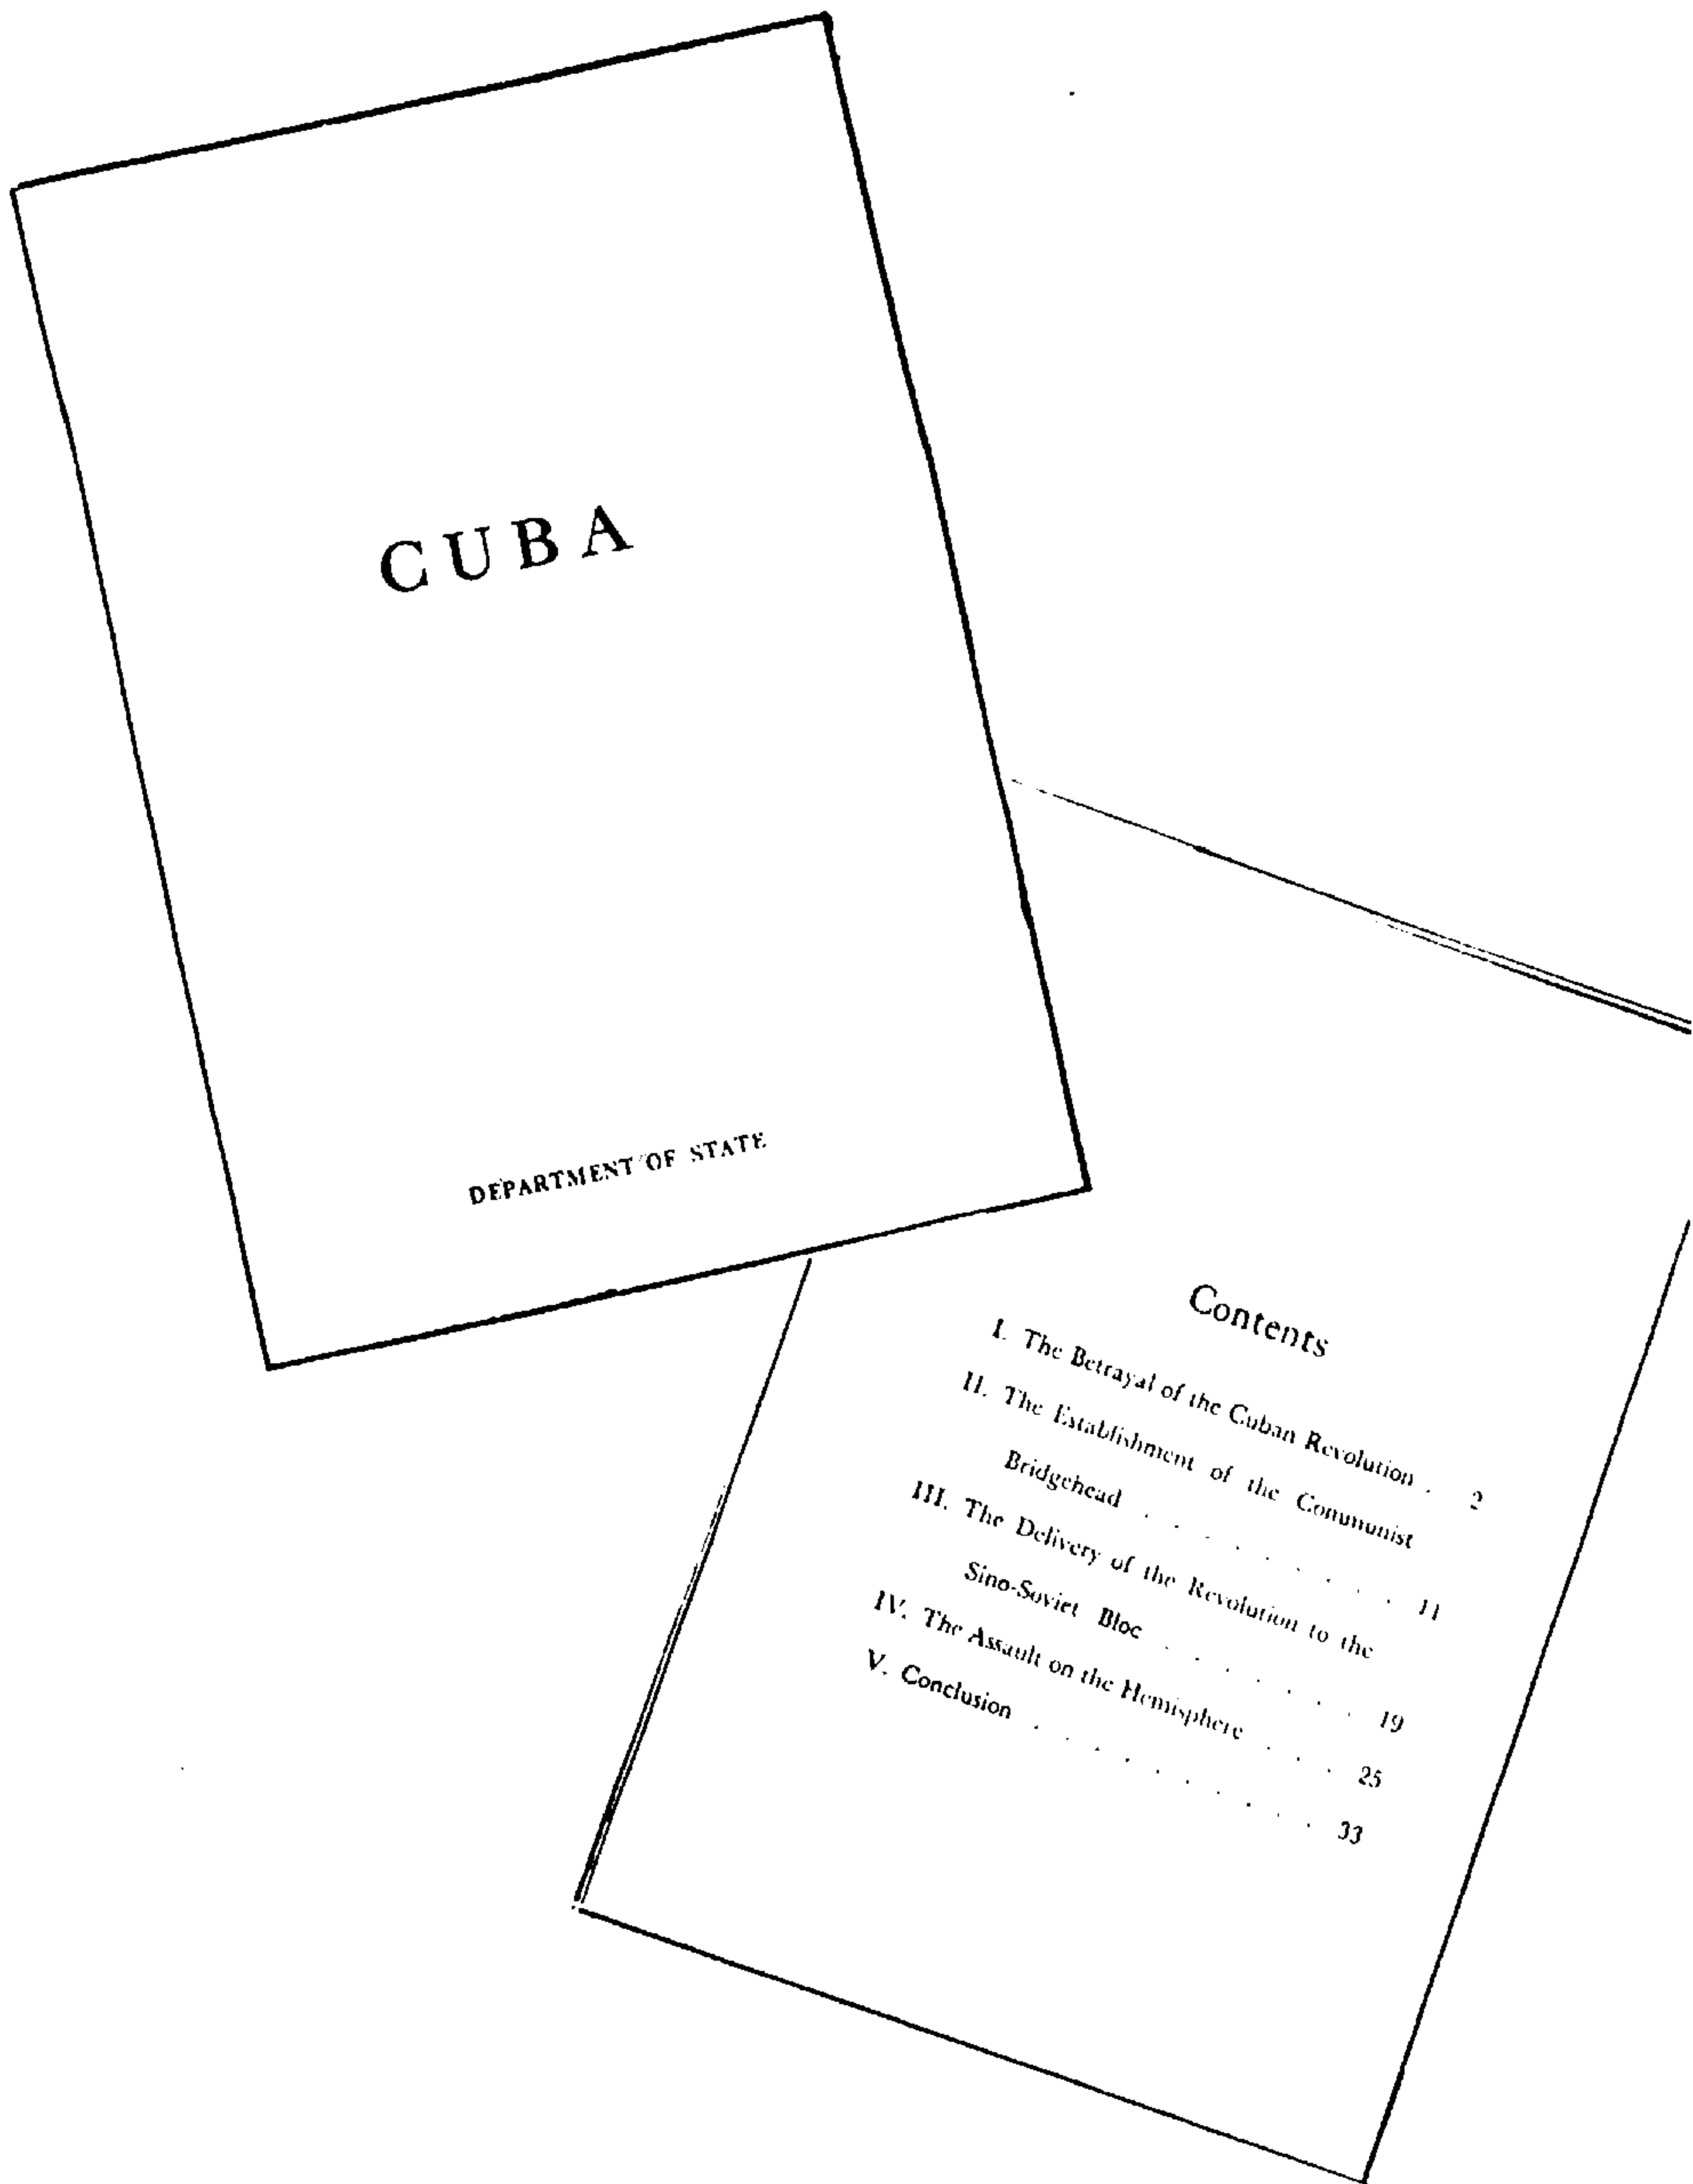 CUBA
DEPARTMENT OF STATE
Contents
I. The Betrayal of the Cuban Revolution . 2
II. The Establishment of the Communist
Bridgehead . . . . . . . . . 11
III. The Delivery of the Revolution to the
Sino-Soviet Bloc . . . . . . . 19
IV. The Assault on the Hemisphere . . . 25
V. Conclusion . . . . . . . . . . 33